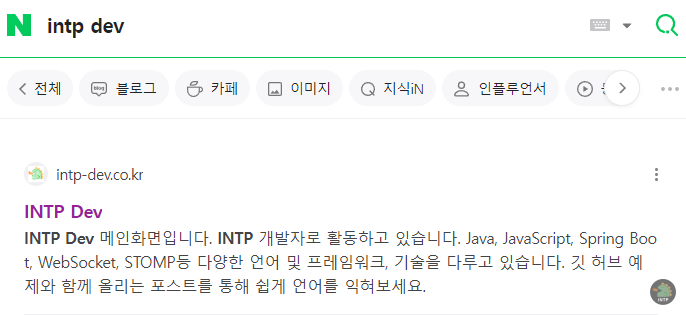 N intp dev
전체 블로그 카페 이미지 지식iN 인플루언서
intp-dev.co.kr
INTP Dev
INTP Dev 메인화면입니다. INTP 개발자로 활동하고 있습니다. Java, JavaScript, Spring Boo
t, WebSocket, STOMP등 다양한 언어 및 프레임워크, 기술을 다루고 있습니다. 깃 허브 예
제와 함께 올리는 포스트를 통해 쉽게 언어를 익혀보세요.
INTP